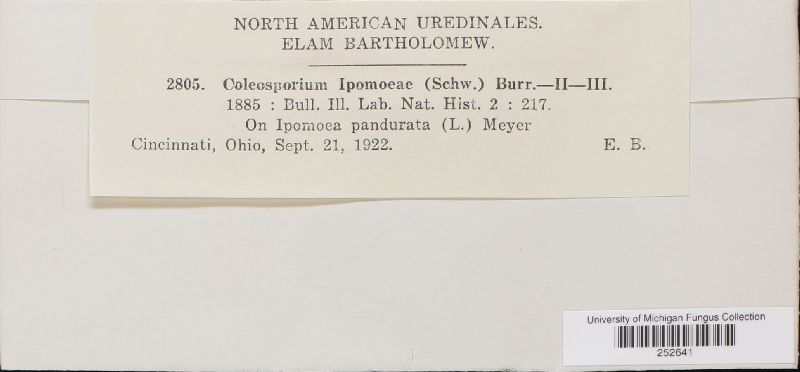 NORTH AMERICAN UREDINALES.
ELAM BARTHOLOMEW.
2805. Coleosporium Ipomoeae (Schw.) Burr.—II—III.
1885 : Bull. Ill. Lab. Nat. Hist. 2 : 217.
On Ipomoea pandurata (L.) Meyer
Cincinnati, Ohio, Sept. 21, 1922. E. B.
University of Michigan Fungus Collection
252641